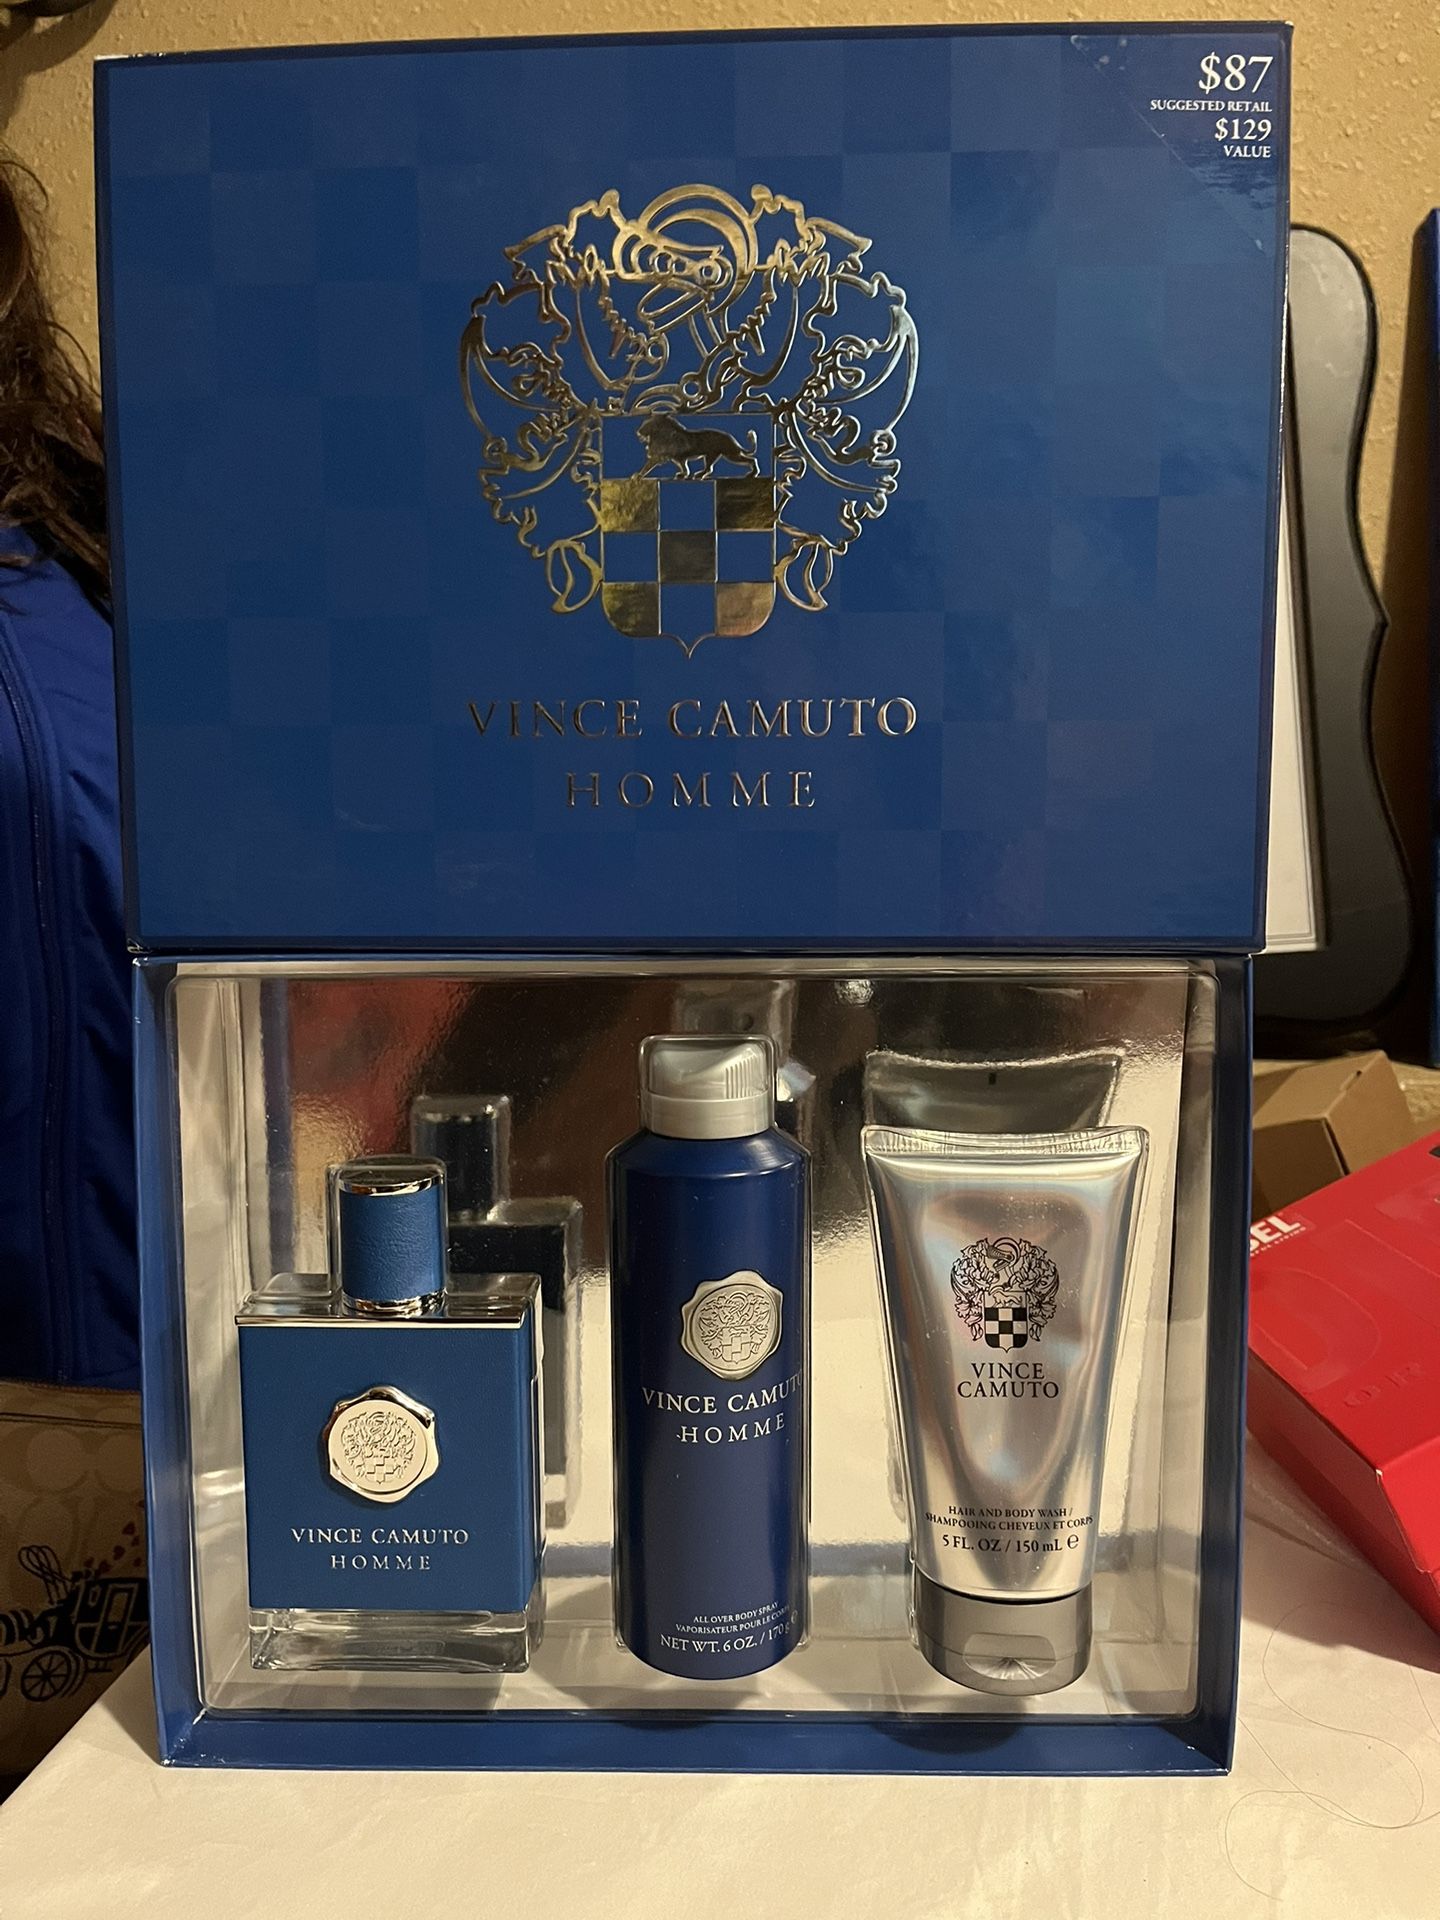 $87
SUGGESTED RETAIL
$129
VALUE
VINCE CAMUTO
HOMME
VINCE CAMUTO
HOMME
VINCE CAMUTO
HOMME
ALL OVER BODY SPRAY
VAPORISATEUR POUR LE CORPS
NET WT. 6 OZ. / 170 g ℮
VINCE
CAMUTO
HAIR AND BODY WASH /
SHAMPOOING CHEVEUX ET CORPS
5 FL. OZ / 150 mL ℮